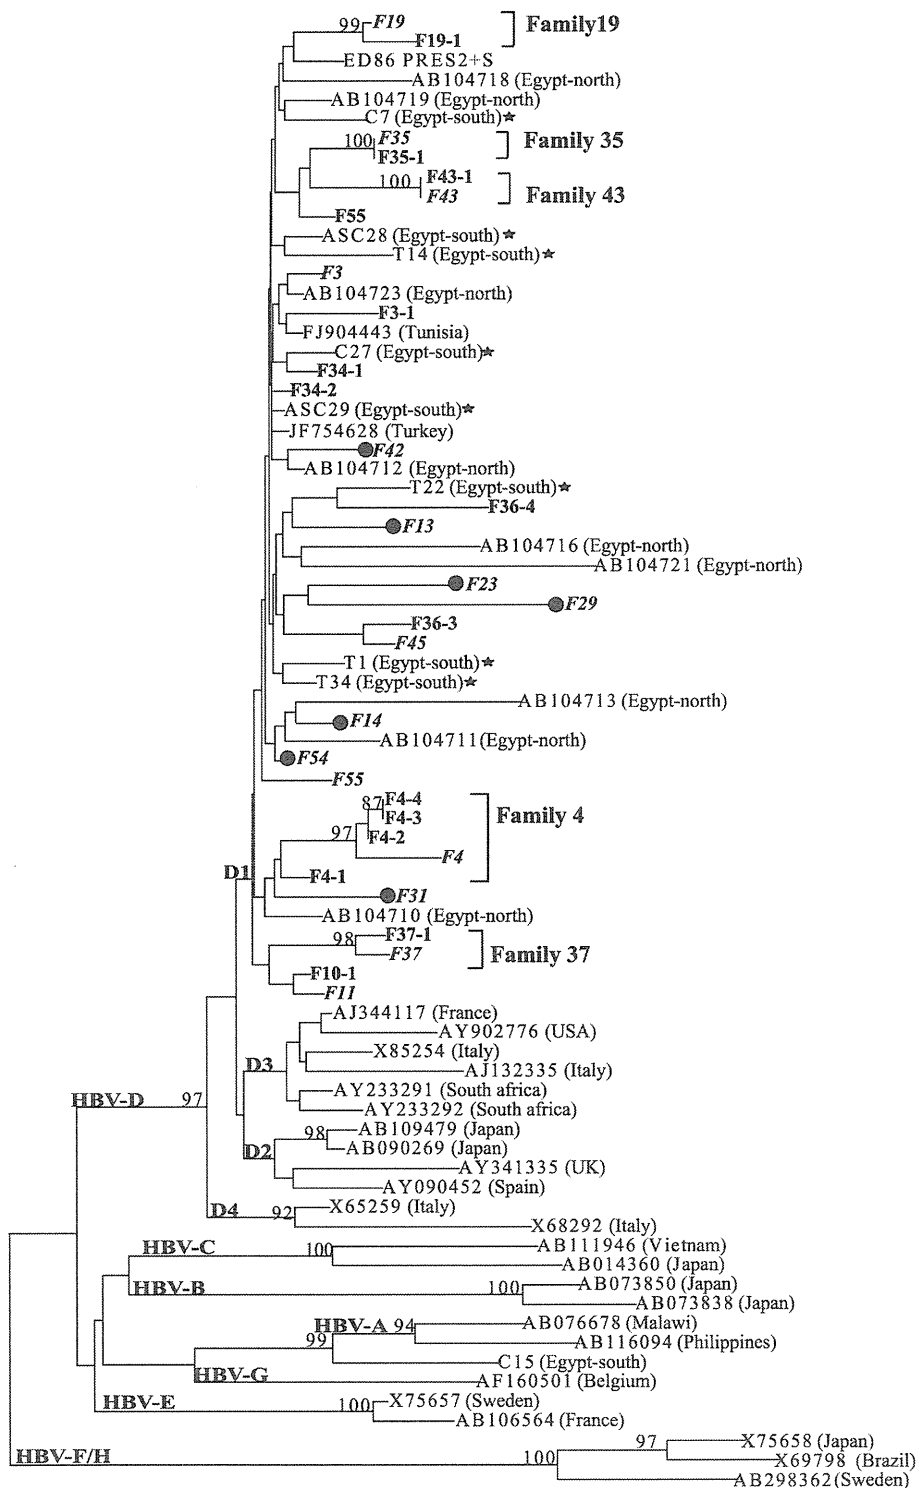 99 F19 Family19
F19-1
ED86 PRES2+S
AB104718 (Egypt-north)
AB104719 (Egypt-north)
C7 (Egypt-south)★
100 F35 Family 35
F35-1
100 F43-1 Family 43
F43
F55
ASC28 (Egypt-south)★
T14 (Egypt-south)★
F3
AB104723 (Egypt-north)
F3-1
FJ904443 (Tunisia)
C27 (Egypt-south)★
F34-1
F34-2
ASC29 (Egypt-south)★
JF754628 (Turkey)
F42
AB104712 (Egypt-north)
T22 (Egypt-south)★
F36-4
F13
AB104716 (Egypt-north)
AB104721 (Egypt-north)
F23
F29
F36-3
F45
T1 (Egypt-south)★
T34 (Egypt-south)★
AB104713 (Egypt-north)
F14
AB104711(Egypt-north)
F54
F55
87 F4-4
F4-3 Family 4
97 F4-2
F4
D1 F4-1
F31
AB104710 (Egypt-north)
98 F37-1
F37 Family 37
F10-1
F11
AJ344117 (France)
AY902776 (USA)
X85254 (Italy)
D3 AJ132335 (Italy)
AY233291 (South africa)
HBV-D 97 AY233292 (South africa)
98 AB109479 (Japan)
D2 AB090269 (Japan)
AY341335 (UK)
AY090452 (Spain)
D4 92 X65259 (Italy)
X68292 (Italy)
HBV-C 100 AB111946 (Vietnam)
AB014360 (Japan)
HBV-B 100 AB073850 (Japan)
AB073838 (Japan)
HBV-A 94 AB076678 (Malawi)
99 AB116094 (Philippines)
C15 (Egypt-south)
HBV-G AF160501 (Belgium)
HBV-E 100 X75657 (Sweden)
AB106564 (France)
97 X75658 (Japan)
HBV-F/H 100 X69798 (Brazil)
AB298362(Sweden)